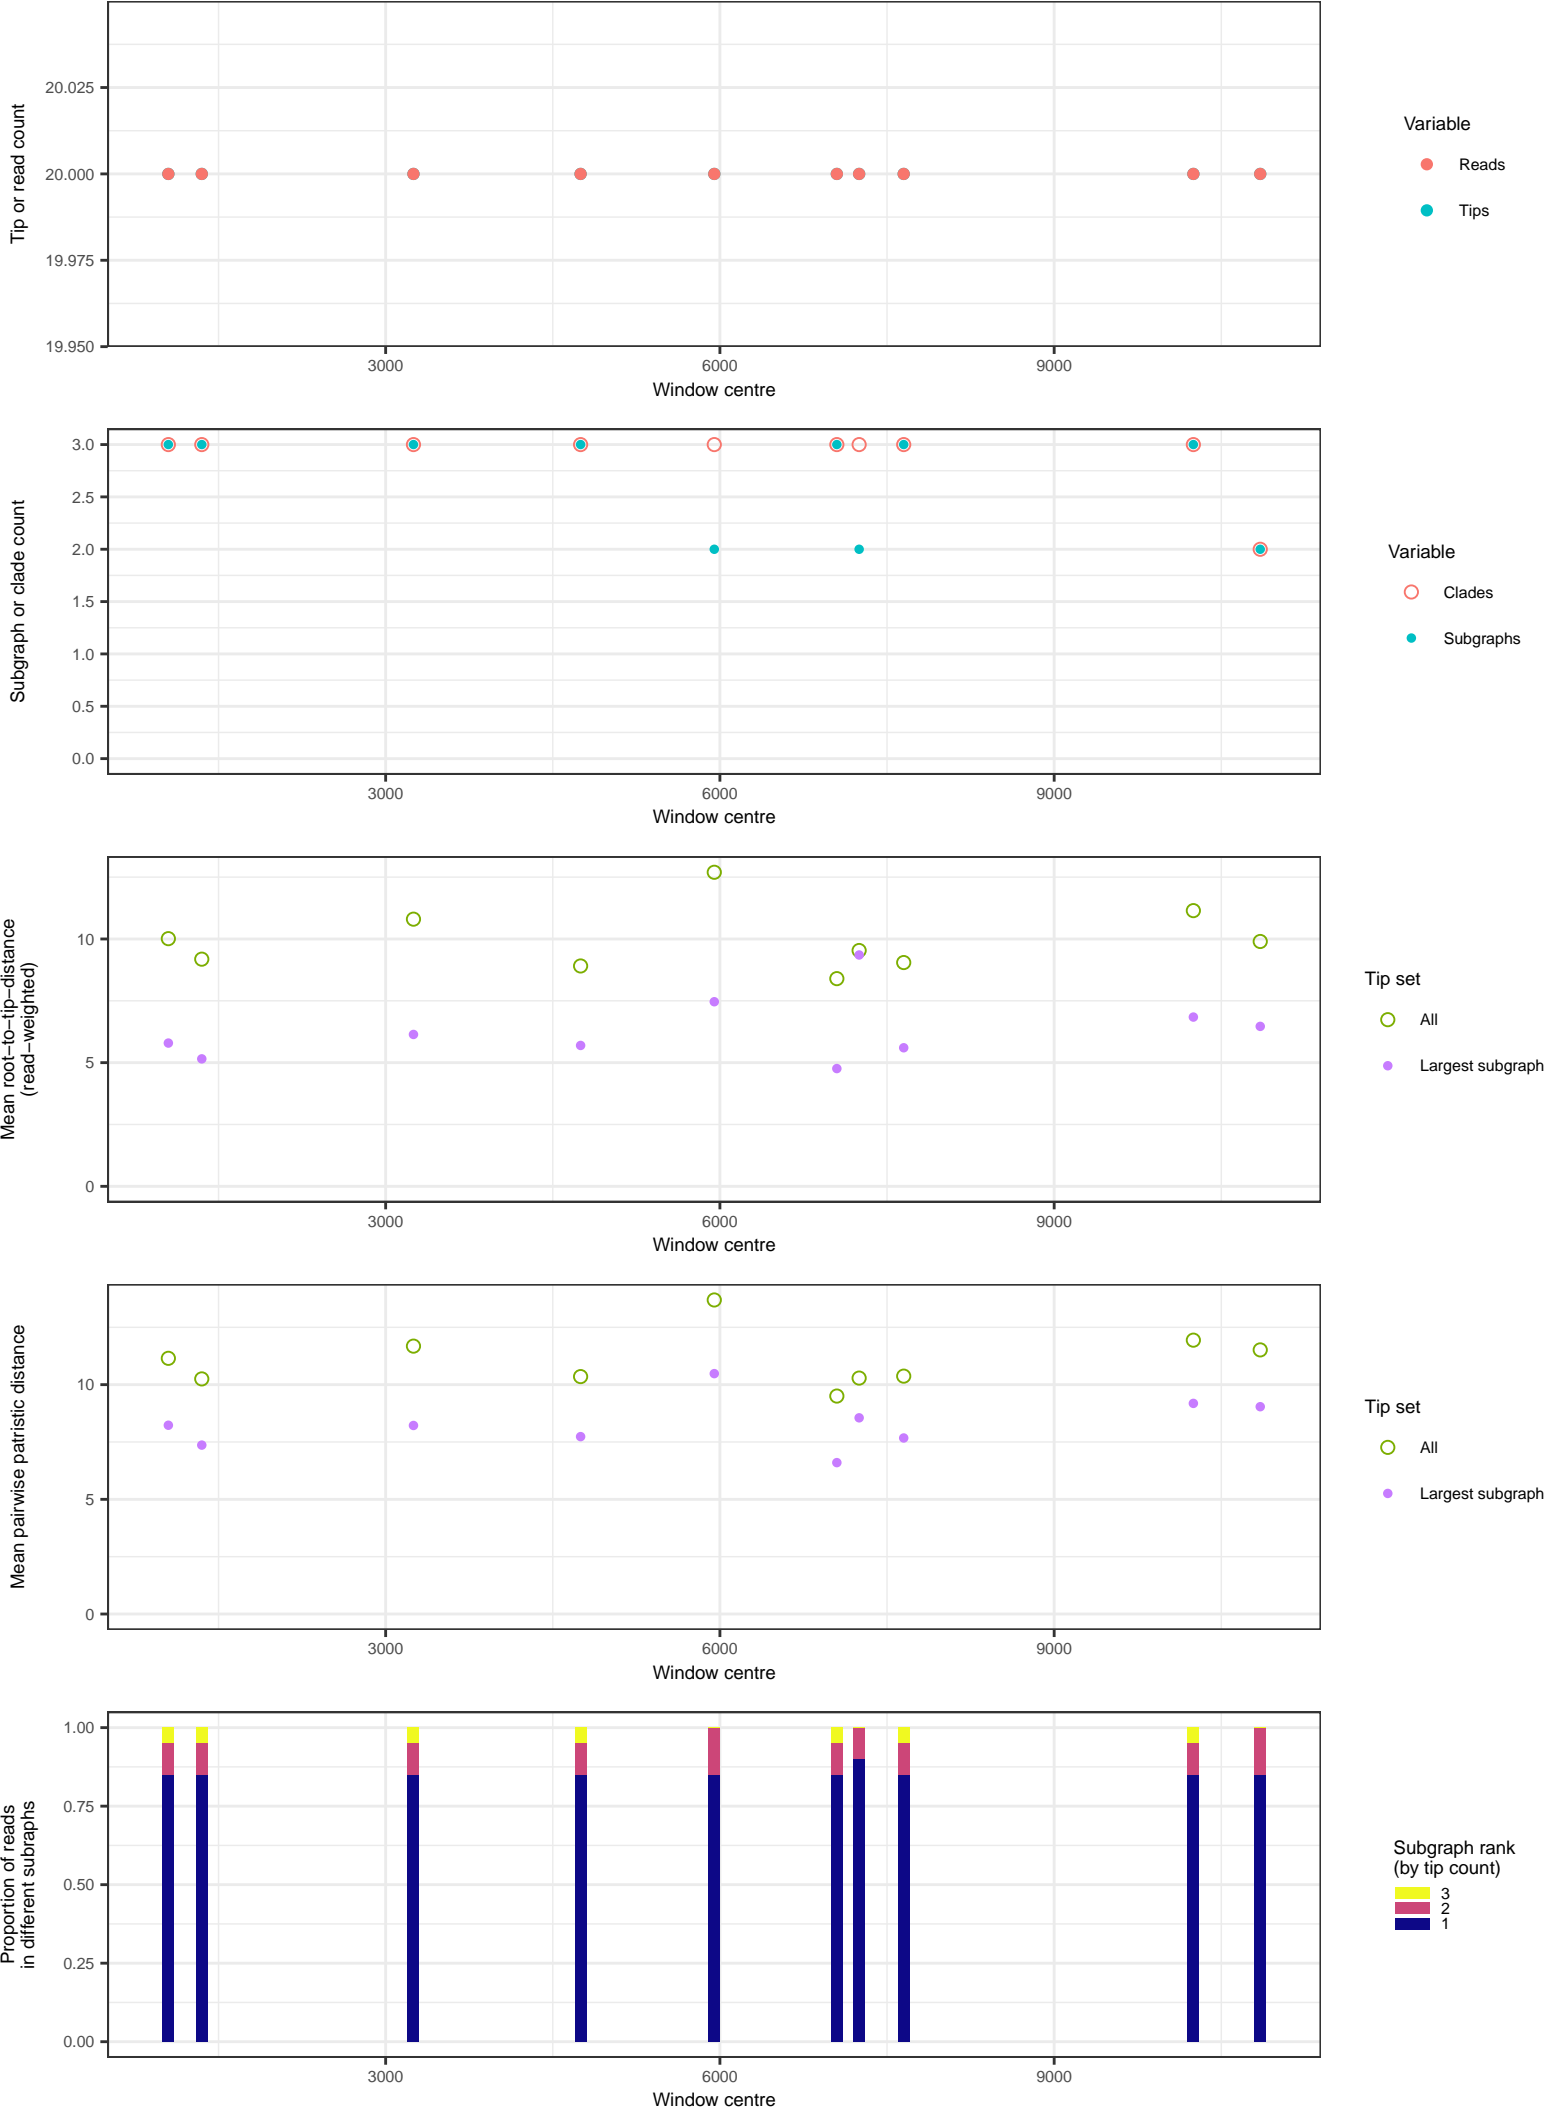 20.025
20.000
19.975
19.950
Tip or read count
3000 6000 9000
Window centre
Variable
Reads
Tips
3.0
2.5
2.0
1.5
1.0
0.5
0.0
Subgraph or clade count
3000 6000 9000
Window centre
Variable
Clades
Subgraphs
10
5
0
Mean root−to−tip−distance
(read−weighted)
3000 6000 9000
Window centre
Tip set
All
Largest subgraph
10
5
0
Mean pairwise patristic distance
3000 6000 9000
Window centre
Tip set
All
Largest subgraph
1.00
0.75
0.50
0.25
0.00
Proportion of reads
in different subraphs
3000 6000 9000
Window centre
Subgraph rank
(by tip count)
3
2
1